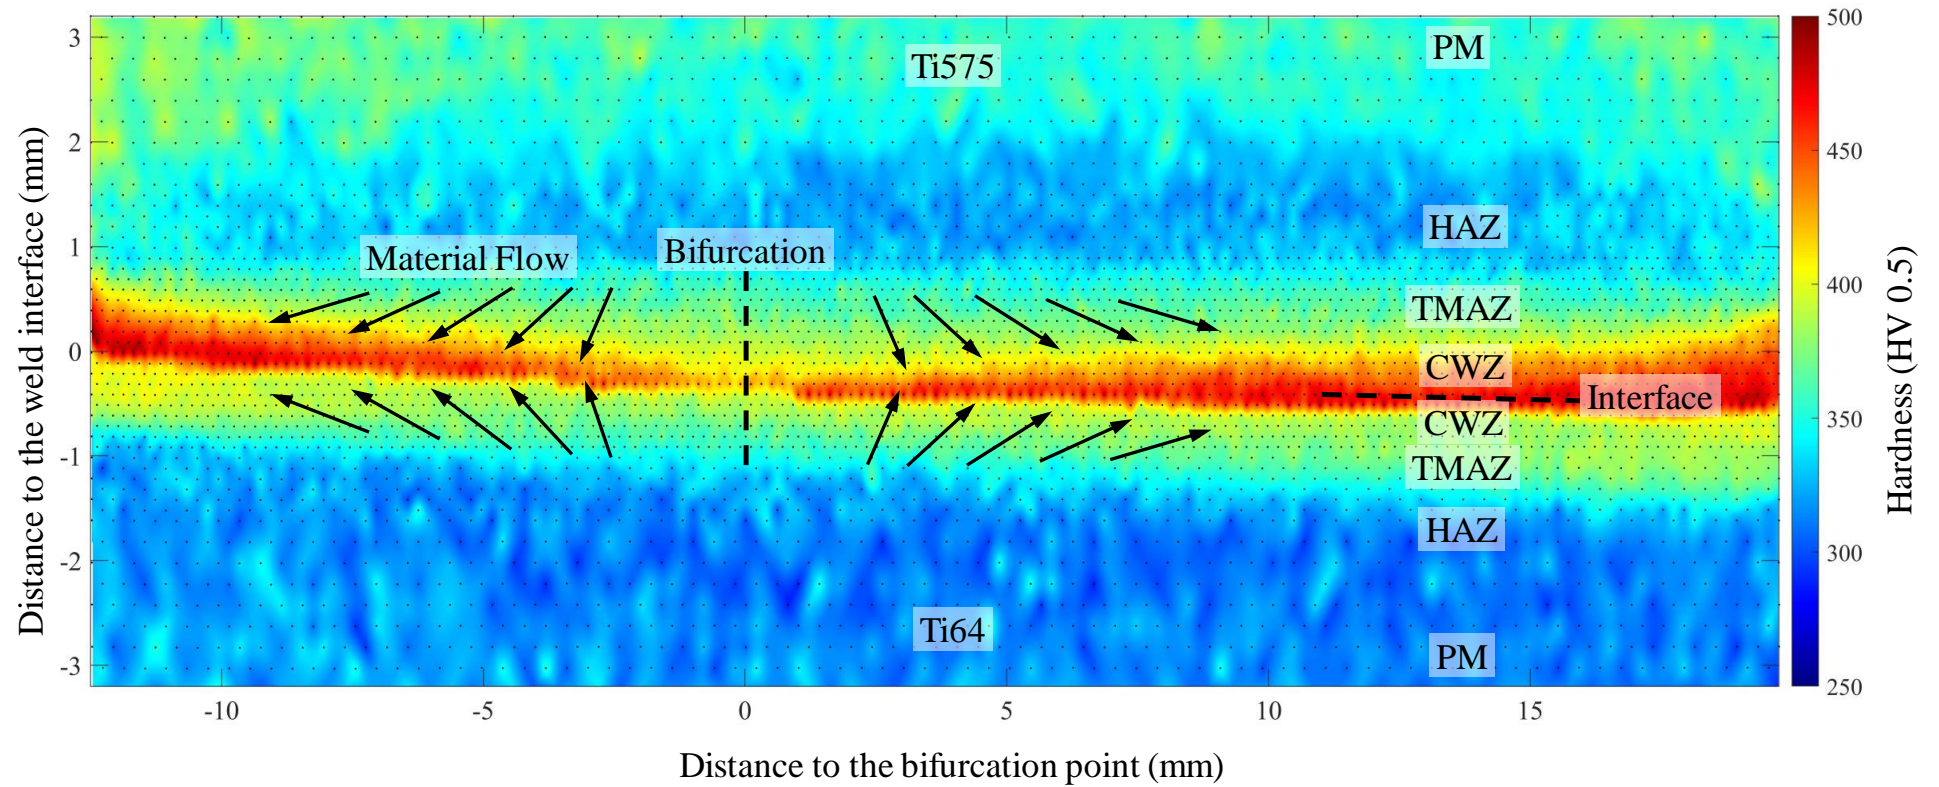 Ti575
PM
HAZ
Material Flow
Bifurcation
TMAZ
CWZ
Interface
CWZ
TMAZ
HAZ
Ti64
PM
3
2
1
0
-1
-2
-3
Distance to the weld interface (mm)
-10
-5
0
5
10
15
Distance to the bifurcation point (mm)
500
450
400
350
300
250
Hardness (HV 0.5)